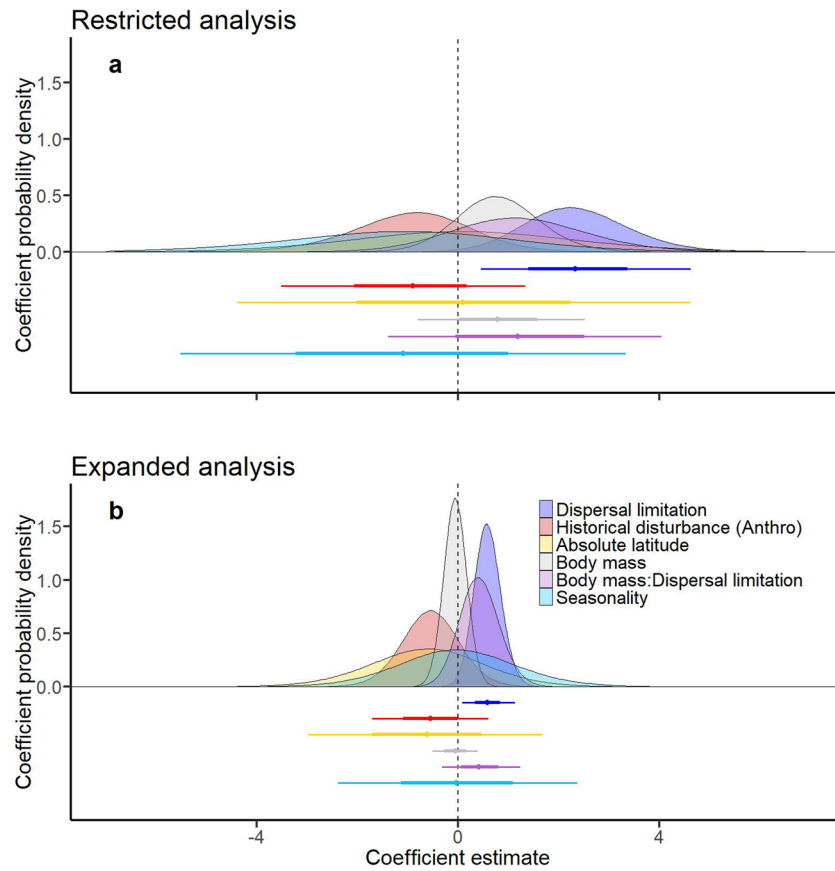 Restricted analysis
a
Coefficient probability density
1.5
1.0
0.5
0.0
-4
0
4
Expanded analysis
b
Coefficient probability density
1.5
1.0
0.5
0.0
Dispersal limitation
Historical disturbance (Anthro)
Absolute latitude
Body mass
Body mass:Dispersal limitation
Seasonality
-4
0
4
Coefficient estimate